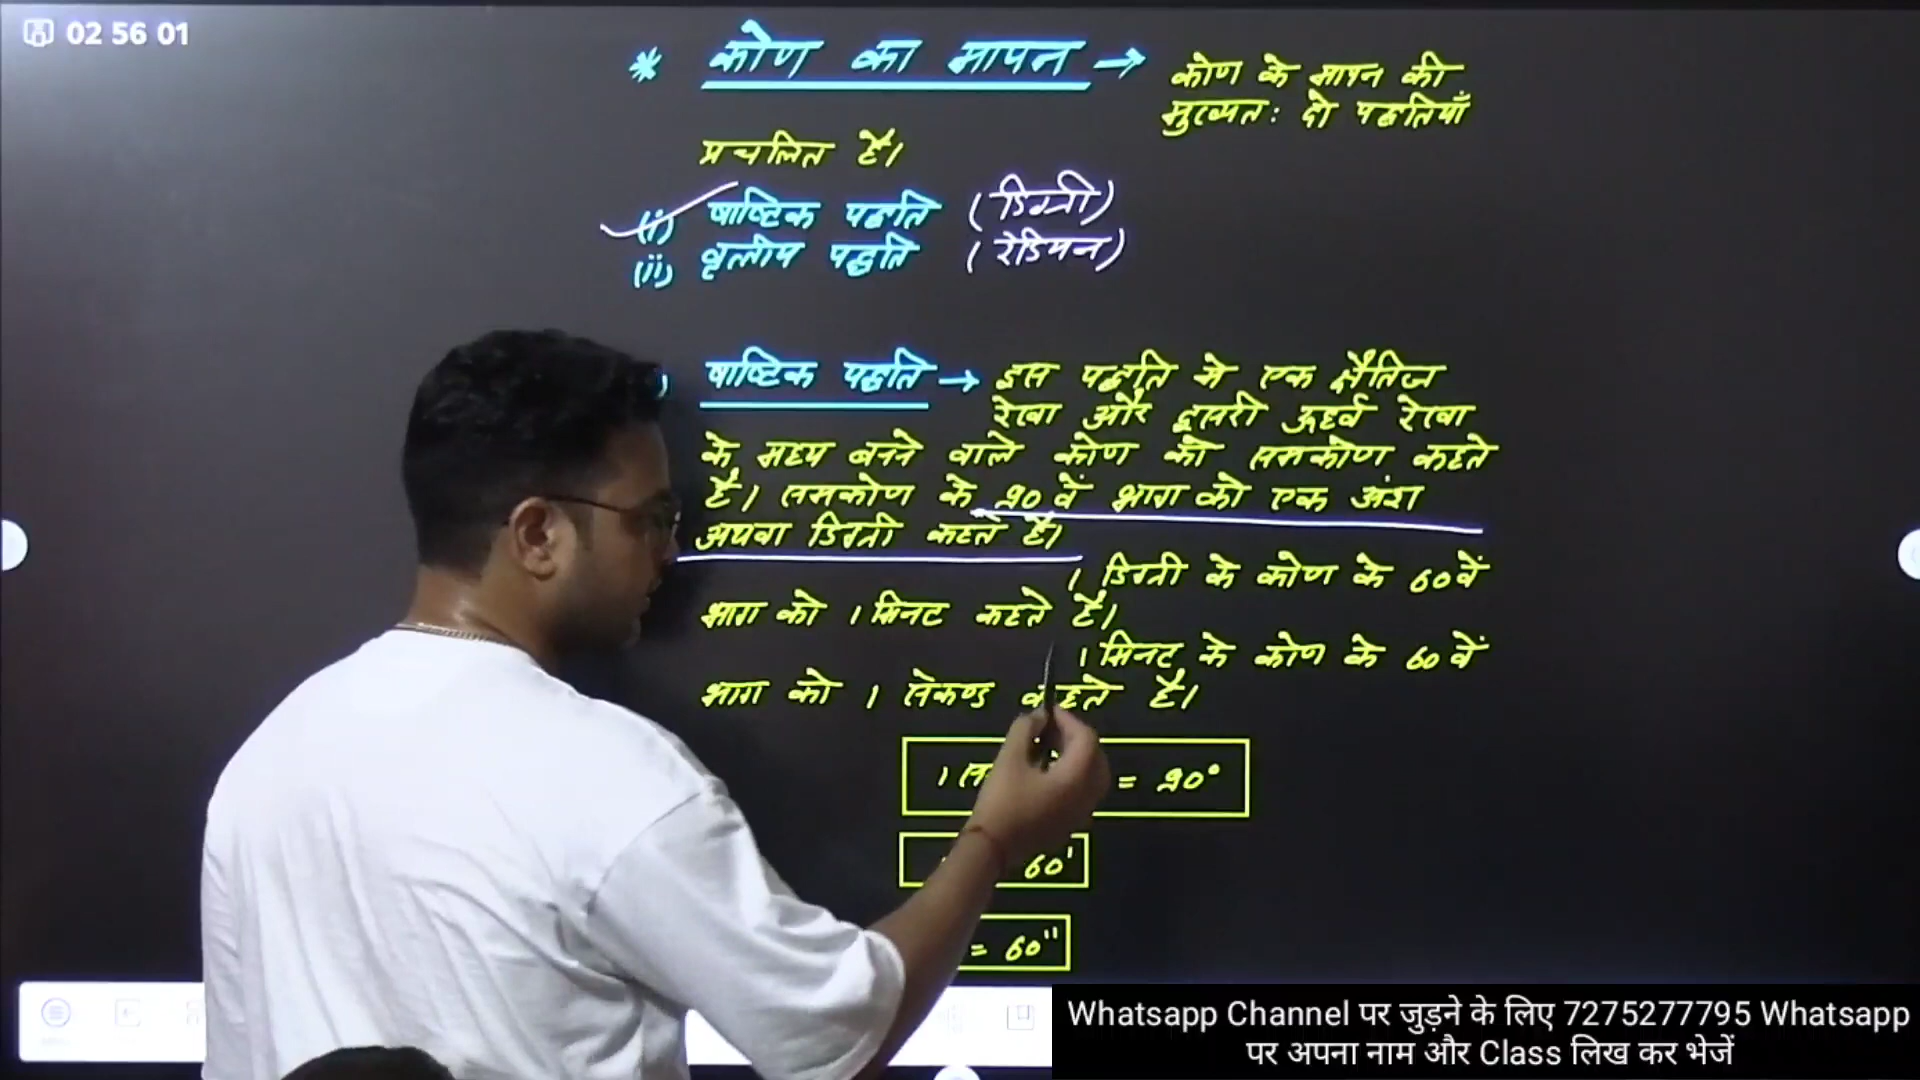 02 56 01
* कोण का मापन → कोण के मापन की
मुख्यतः दो पद्धतियाँ
प्रचलित है।
(i) षाष्टिक पद्धति (डिग्री)
(ii) वृत्तीय पद्धति (रेडियन)
) षाष्टिक पद्धति → इस पद्धति मे एक क्षैतिज
रेखा और दूसरी ऊर्ध्व रेखा
के मध्य बनने वाले कोण को समकोण कहते
है। समकोण के 90 वें भाग को एक अंश
अथवा डिग्री कहते है।
1 डिग्री के कोण के 60 वें
भाग को 1 मिनट कहते है।
1 मिनट के कोण के 60 वें
भाग को 1 सेकण्ड कहते है।
1 स = 90°
60'
= 60"
Whatsapp Channel पर जुड़ने के लिए 7275277795 Whatsapp
पर अपना नाम और Class लिख कर भेजें